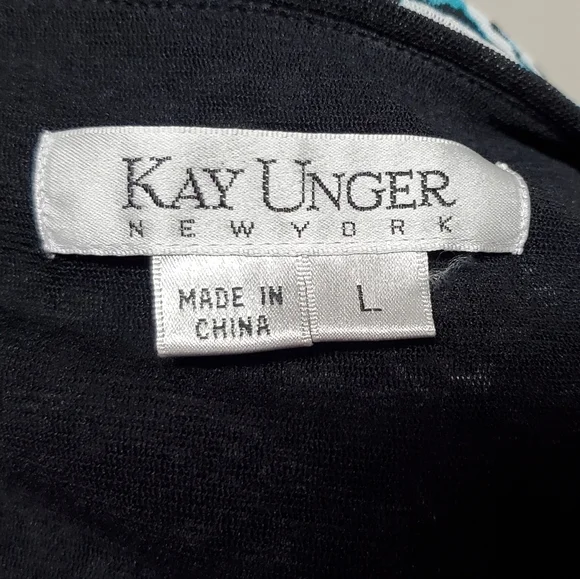 KAY UNGER
NEW YORK
MADE IN
CHINA
L